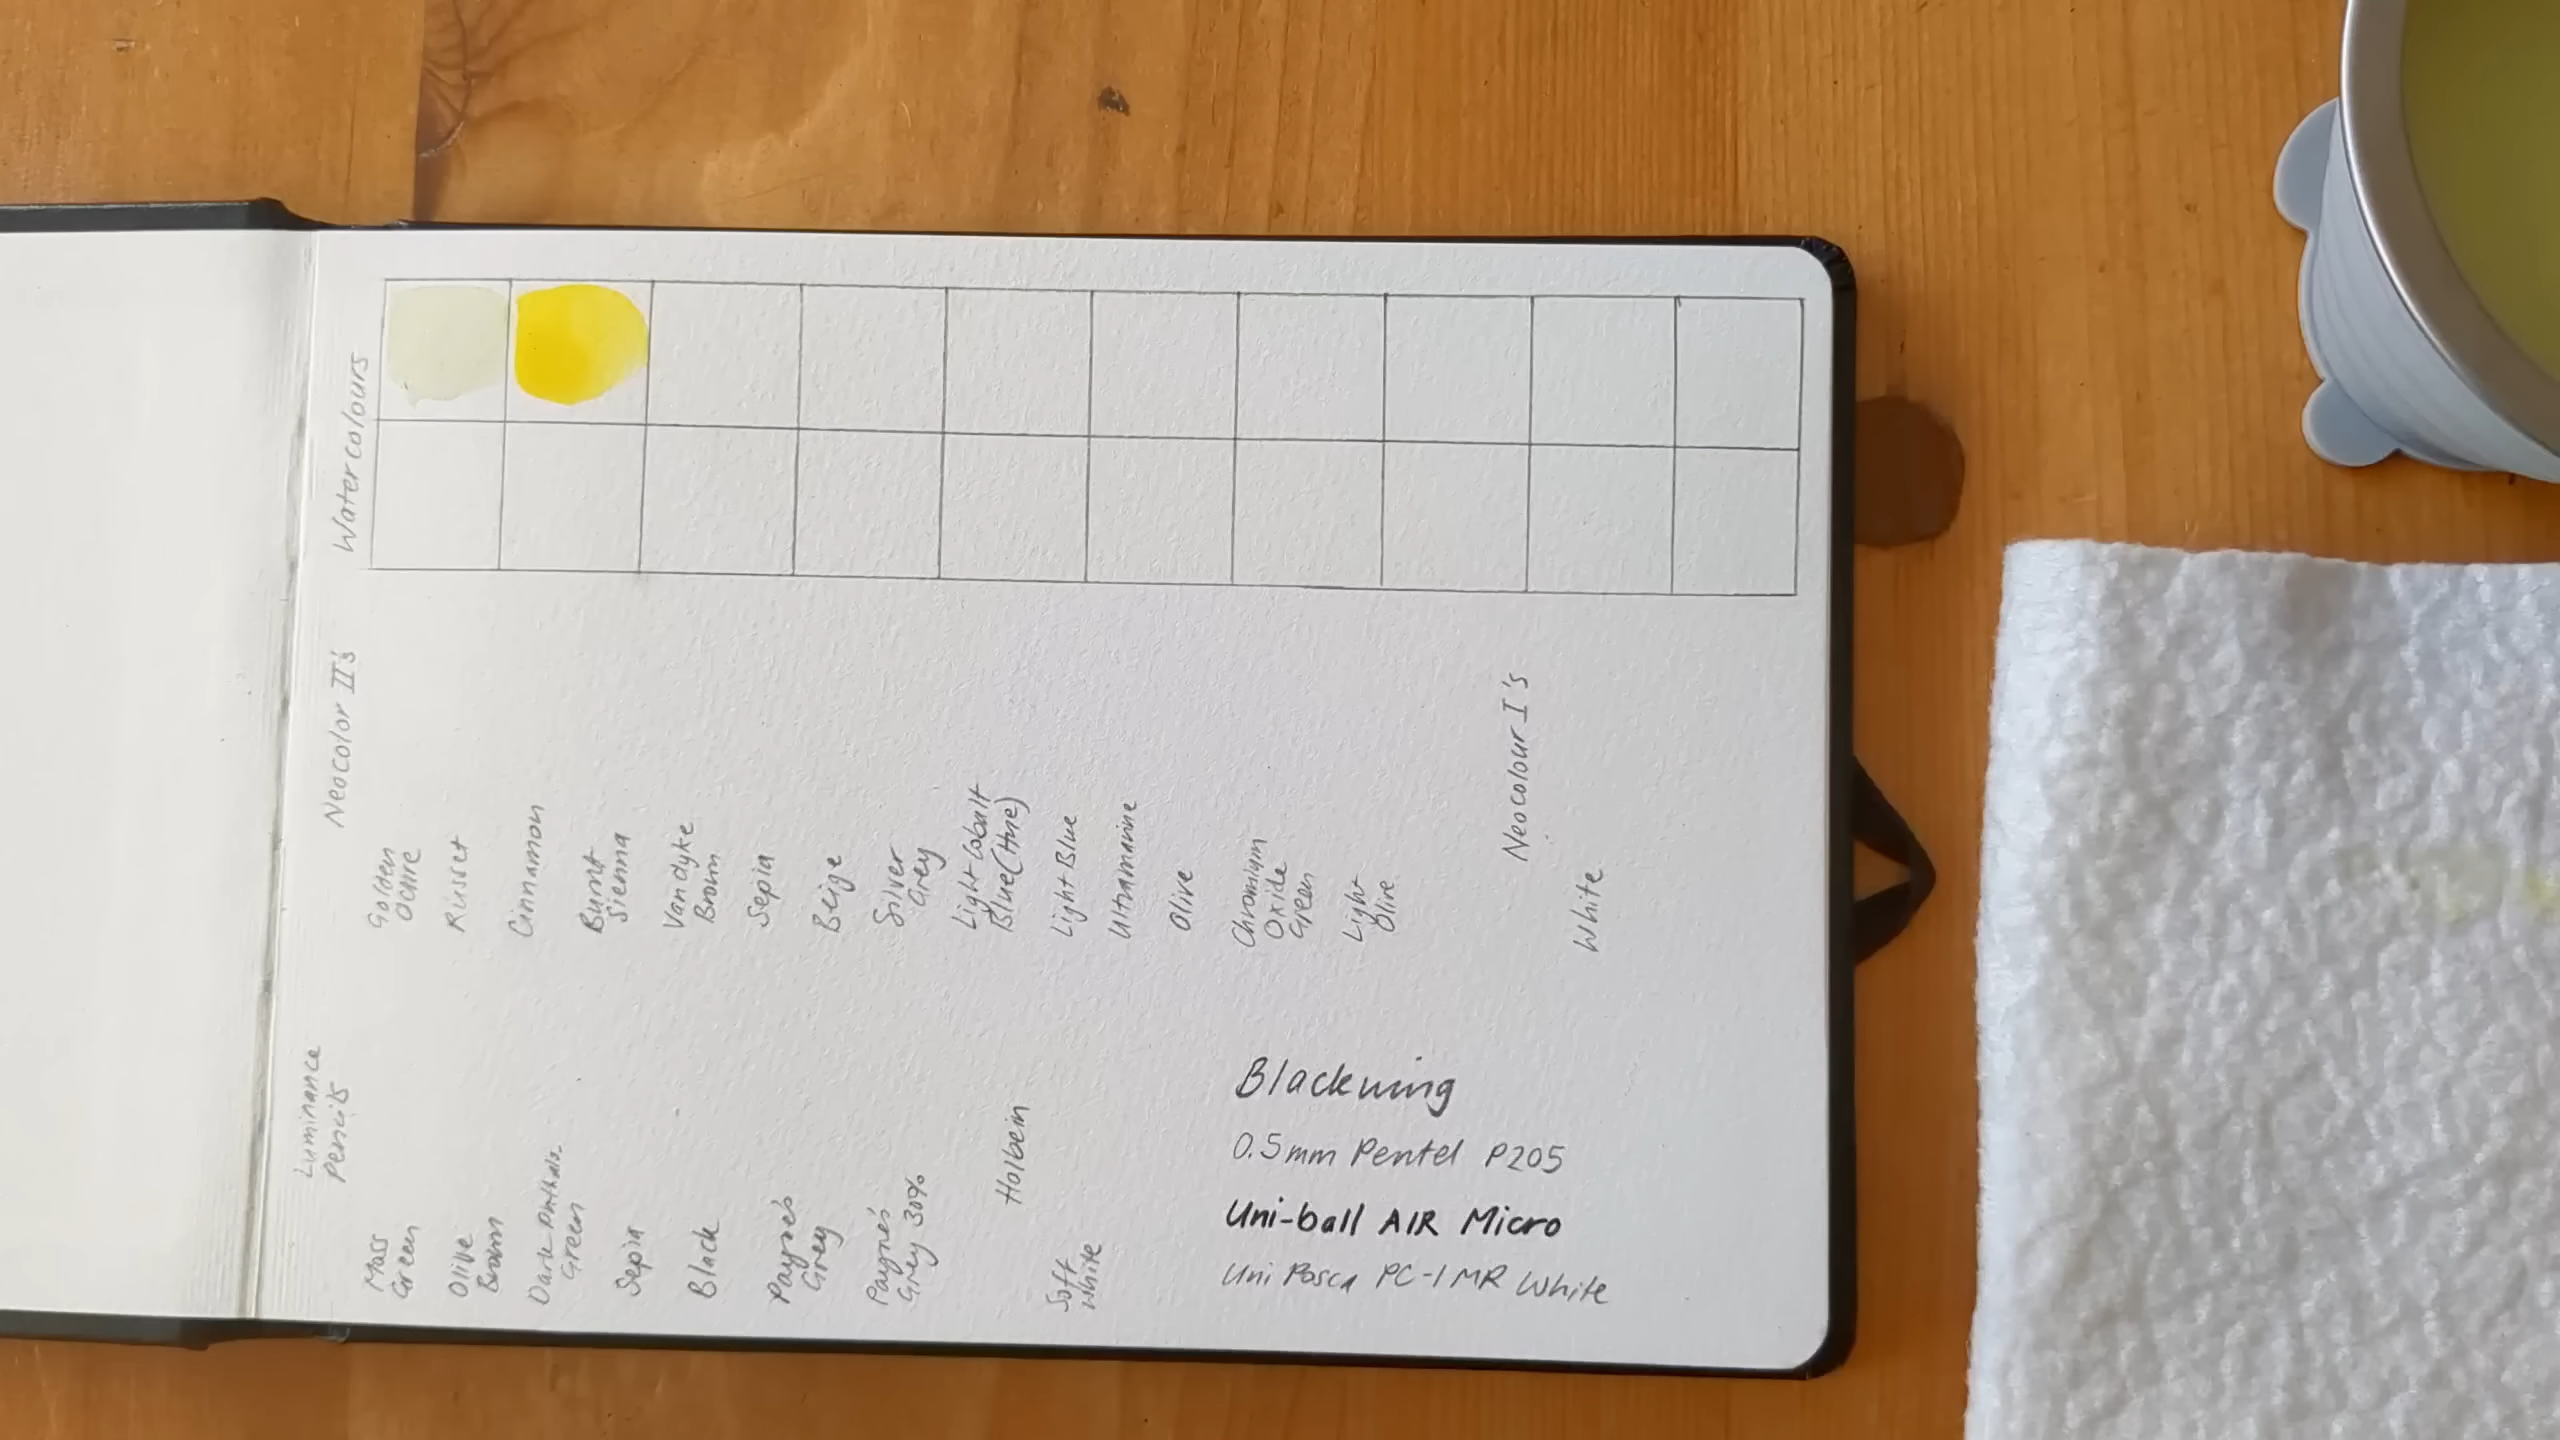 Watercolours
Neocolor II's
Golden
Ochre
Russet
Cinnamon
Burnt
Sienna
Vandyke
Brown
Sepia
Beige
Silver
Grey
Light Cobalt
Blue (Hue)
Light Blue
Ultramarine
Olive
Chromium
Oxide
Green
Light
Olive
Neocolour I's
White
Luminance
Pencils
Moss
Green
Olive
Brown
Dark Phthalo.
Green
Sepia
Black
Payne's
Grey
Payne's
Grey 30%
Holbein
Soft
White
Blackwing
0.5mm Pentel P205
Uni-ball AIR Micro
Uni Posca PC-1MR White